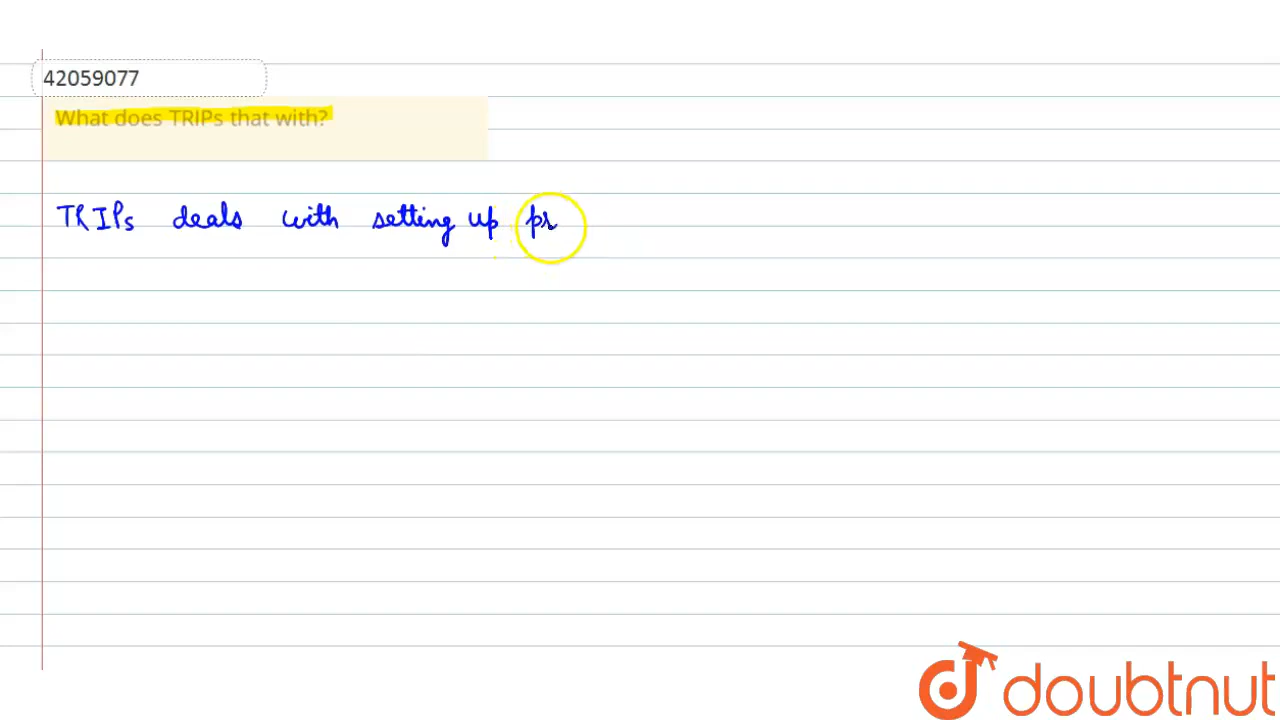 42059077
What does TRIPs that with?
TRIPs deals with setting up pr
doubtnut